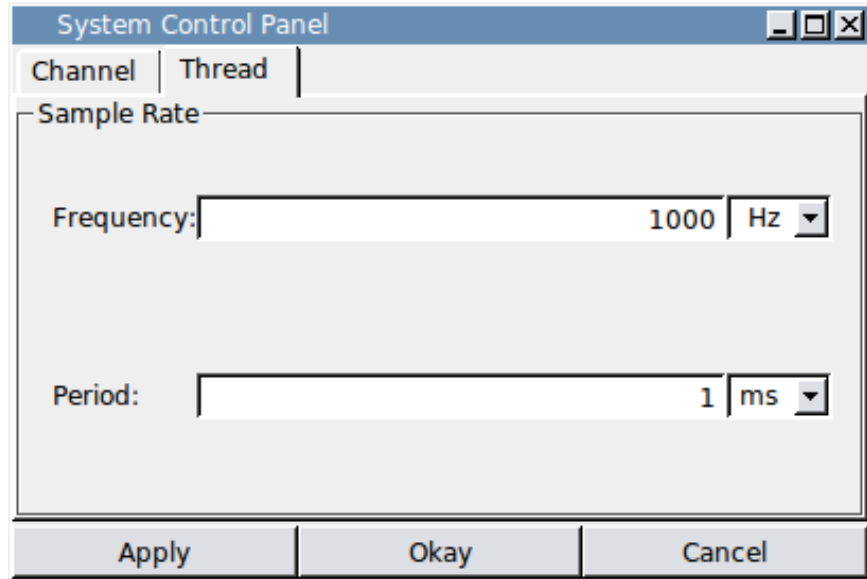 System Control Panel
Channel Thread
Sample Rate
Frequency: 1000 Hz
Period: 1 ms
Apply Okay Cancel